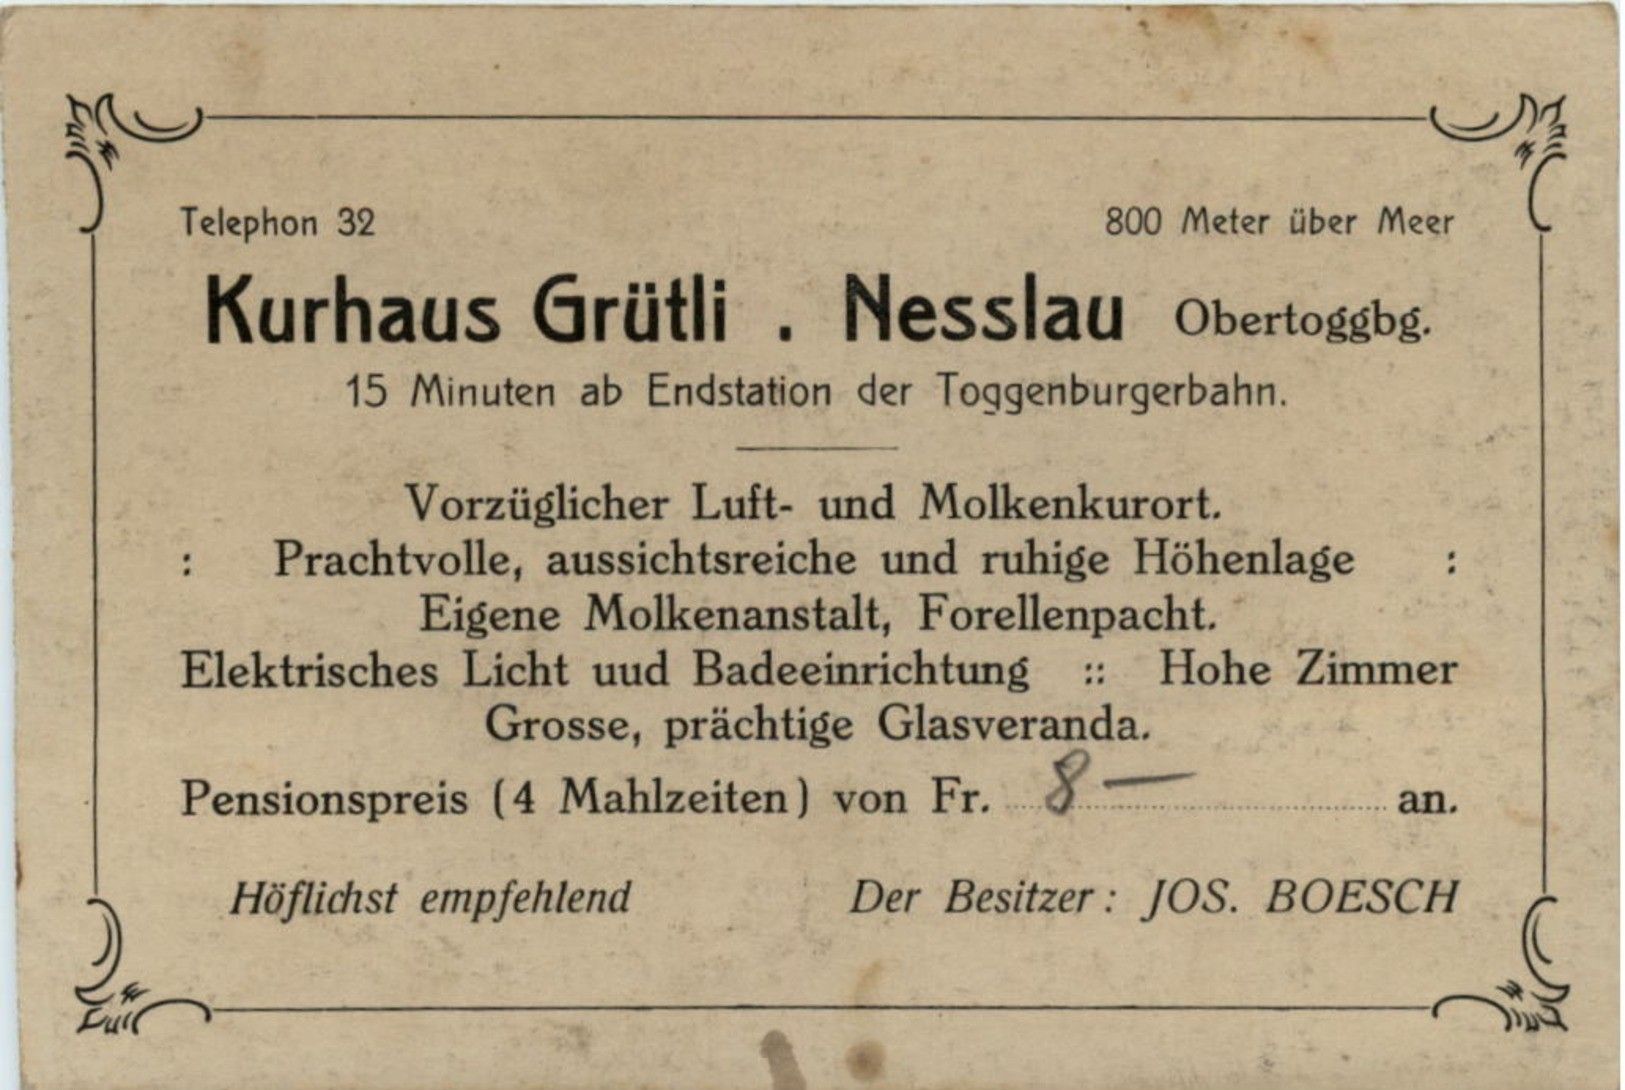 Telephon 32 800 Meter über Meer
Kurhaus Grütli . Nesslau Obertoggbg.
15 Minuten ab Endstation der Toggenburgerbahn.
Vorzüglicher Luft- und Molkenkurort.
: Prachtvolle, aussichtsreiche und ruhige Höhenlage :
Eigene Molkenanstalt, Forellenpacht.
Elektrisches Licht uud Badeeinrichtung :: Hohe Zimmer
Grosse, prächtige Glasveranda.
Pensionspreis (4 Mahlzeiten) von Fr. 8 — an.
Höflichst empfehlend Der Besitzer: JOS. BOESCH